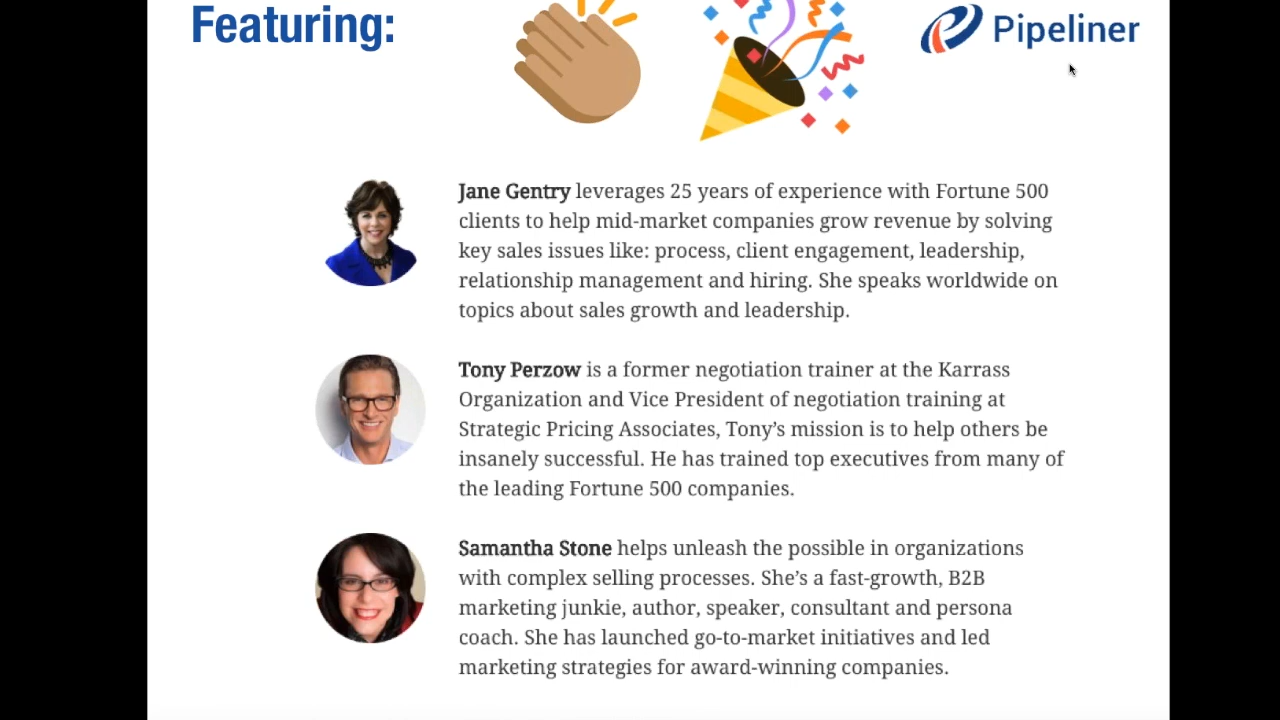 Featuring:
Pipeliner
Jane Gentry leverages 25 years of experience with Fortune 500
clients to help mid-market companies grow revenue by solving
key sales issues like: process, client engagement, leadership,
relationship management and hiring. She speaks worldwide on
topics about sales growth and leadership.
Tony Perzow is a former negotiation trainer at the Karrass
Organization and Vice President of negotiation training at
Strategic Pricing Associates, Tony’s mission is to help others be
insanely successful. He has trained top executives from many of
the leading Fortune 500 companies.
Samantha Stone helps unleash the possible in organizations
with complex selling processes. She’s a fast-growth, B2B
marketing junkie, author, speaker, consultant and persona
coach. She has launched go-to-market initiatives and led
marketing strategies for award-winning companies.